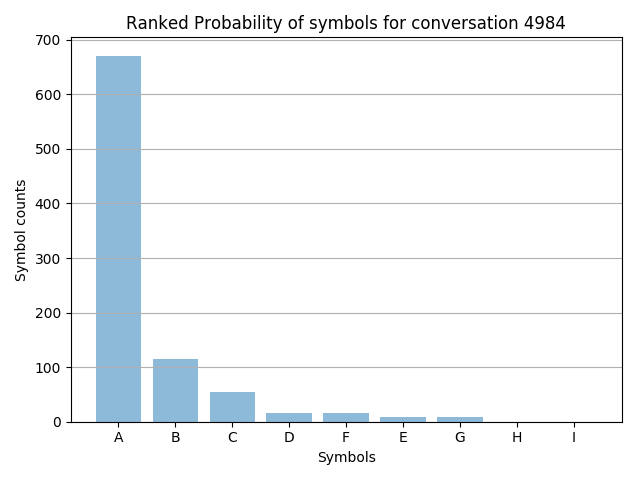 Ranked Probability of symbols for conversation 4984
700
600
500
400
300
200
100
0
Symbol counts
A B C D F E G H I
Symbols